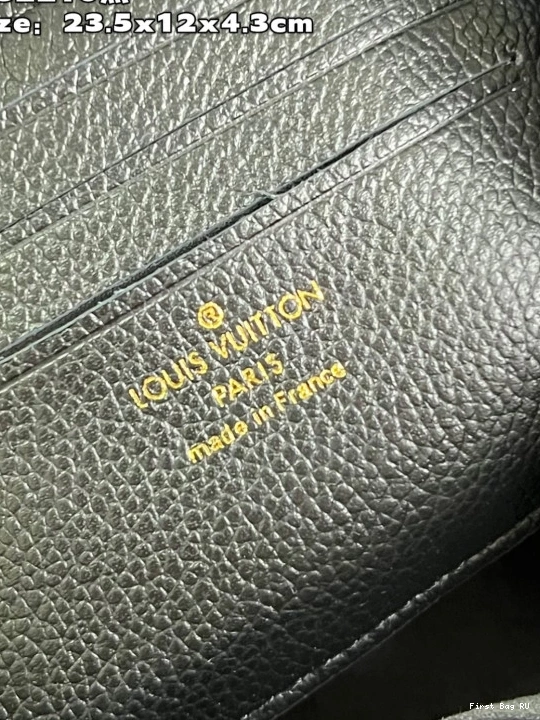 ze: 23.5x12x4.3cm
®
LOUIS VUITTON
PARIS
made in France
First Bag RU